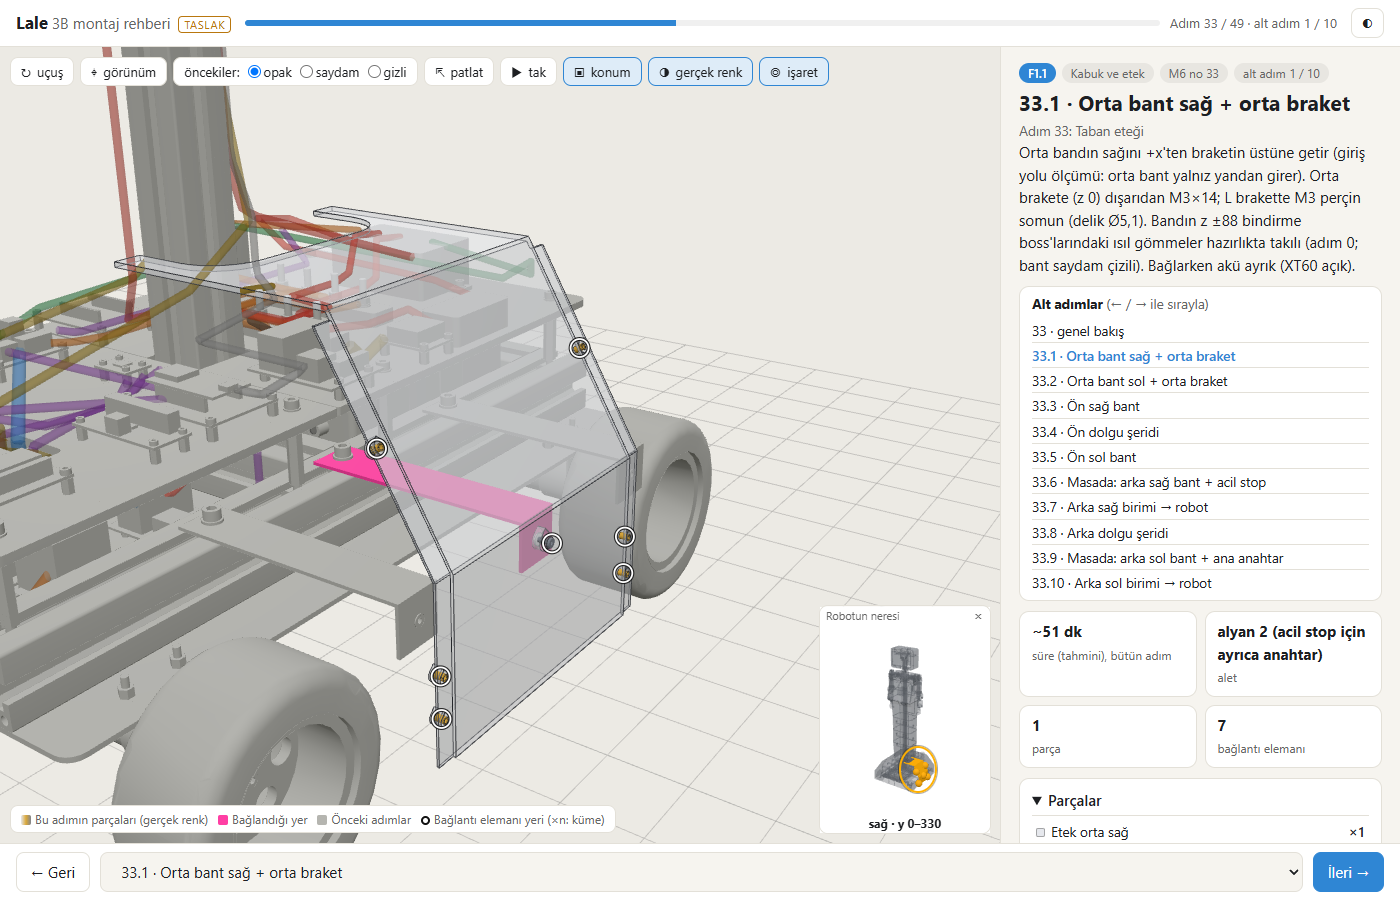 Lale 3B montaj rehberi TASLAK
Adım 33 / 49 · alt adım 1 / 10
↻ uçuş
⌖ görünüm
öncekiler: opak saydam gizli
⇱ patlat
▶ tak
▣ konum
◑ gerçek renk
◎ işaret
F1.1 Kabuk ve etek M6 no 33 alt adım 1 / 10
33.1 · Orta bant sağ + orta braket
Adım 33: Taban eteği
Orta bandın sağını +x'ten braketin üstüne getir (giriş
yolu ölçümü: orta bant yalnız yandan girer). Orta
brakete (z 0) dışarıdan M3×14; L brakette M3 perçin
somun (delik Ø5,1). Bandın z ±88 bindirme
boss'larındaki ısıl gömmeler hazırlıkta takılı (adım 0;
bant saydam çizili). Bağlarken akü ayrık (XT60 açık).
Alt adımlar (← / → ile sırayla)
33 · genel bakış
33.1 · Orta bant sağ + orta braket
33.2 · Orta bant sol + orta braket
33.3 · Ön sağ bant
33.4 · Ön dolgu şeridi
33.5 · Ön sol bant
33.6 · Masada: arka sağ bant + acil stop
33.7 · Arka sağ birimi → robot
33.8 · Arka dolgu şeridi
33.9 · Masada: arka sol bant + ana anahtar
33.10 · Arka sol birimi → robot
~51 dk
süre (tahmini), bütün adım
alyan 2 (acil stop için
ayrıca anahtar)
alet
1
parça
7
bağlantı elemanı
▼ Parçalar
Etek orta sağ ×1
Robotun neresi ×
sağ · y 0–330
Bu adımın parçaları (gerçek renk) Bağlandığı yer Önceki adımlar Bağlantı elemanı yeri (×n: küme)
← Geri
33.1 · Orta bant sağ + orta braket
İleri →